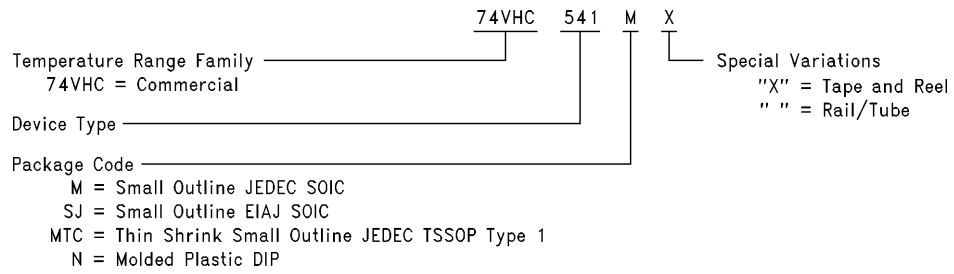 74VHC 541 M X
Temperature Range Family
74VHC = Commercial
Special Variations
"X" = Tape and Reel
" " = Rail/Tube
Device Type
Package Code
M = Small Outline JEDEC SOIC
SJ = Small Outline EIAJ SOIC
MTC = Thin Shrink Small Outline JEDEC TSSOP Type 1
N = Molded Plastic DIP